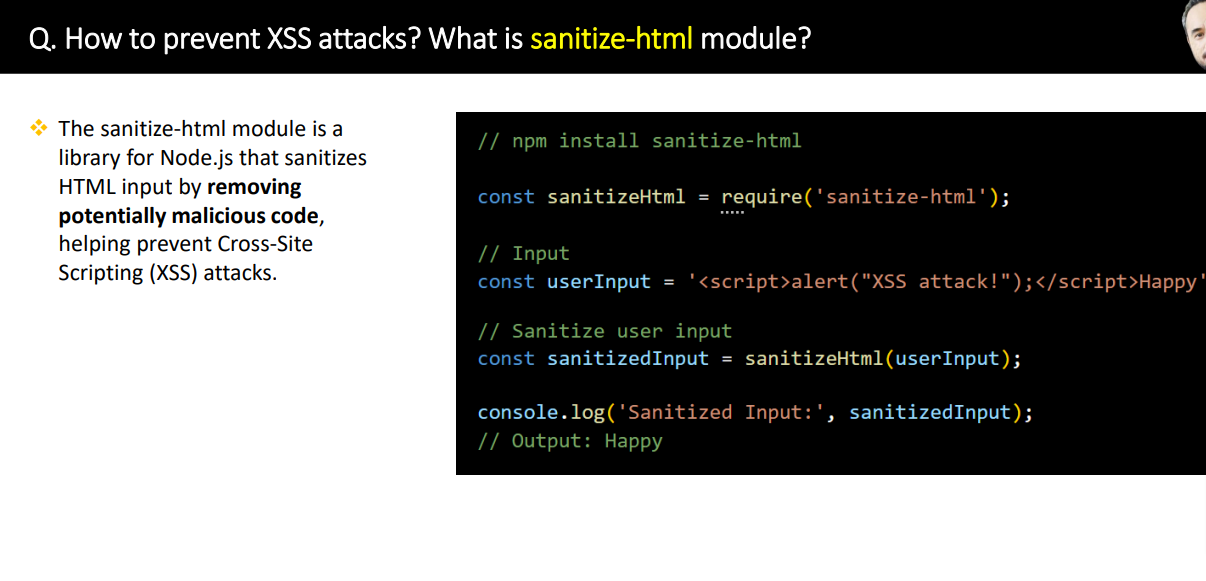 Q. How to prevent XSS attacks? What is sanitize-html module?
❖ The sanitize-html module is a
library for Node.js that sanitizes
HTML input by removing
potentially malicious code,
helping prevent Cross-Site
Scripting (XSS) attacks.
// npm install sanitize-html
const sanitizeHtml = require('sanitize-html');
// Input
const userInput = '<script>alert("XSS attack!");</script>Happy'
// Sanitize user input
const sanitizedInput = sanitizeHtml(userInput);
console.log('Sanitized Input:', sanitizedInput);
// Output: Happy